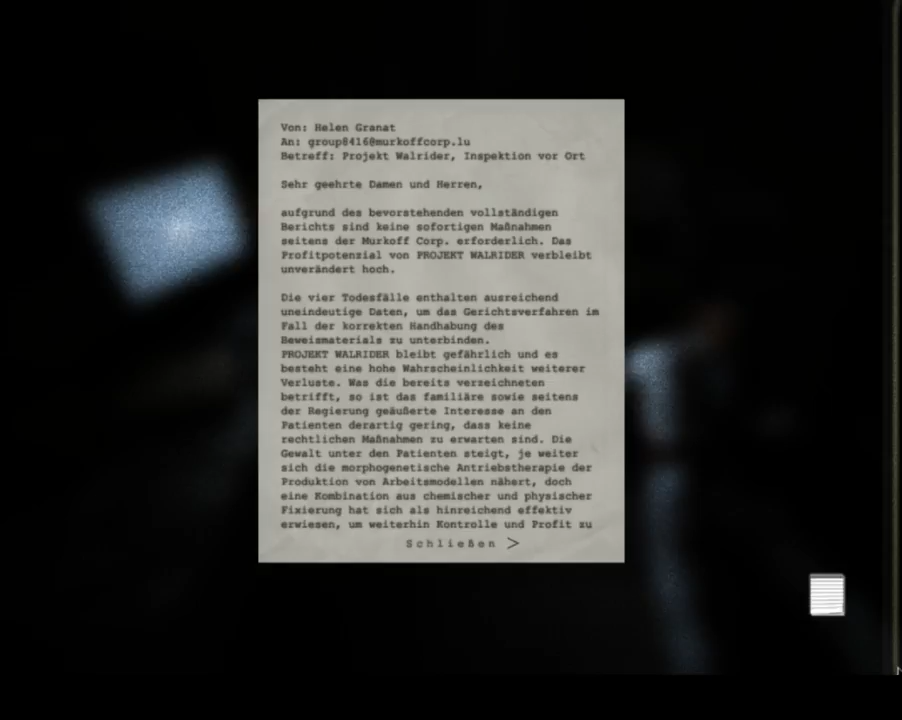 Von: Helen Granat
An: group8416@murkoffcorp.lu
Betreff: Projekt Walrider, Inspektion vor Ort
Sehr geehrte Damen und Herren,
aufgrund des bevorstehenden vollständigen
Berichts sind keine sofortigen Maßnahmen
seitens der Murkoff Corp. erforderlich. Das
Profitpotenzial von PROJEKT WALRIDER verbleibt
unverändert hoch.
Die vier Todesfälle enthalten ausreichend
uneindeutige Daten, um das Gerichtsverfahren im
Fall der korrekten Handhabung des
Beweismaterials zu unterbinden.
PROJEKT WALRIDER bleibt gefährlich und es
besteht eine hohe Wahrscheinlichkeit weiterer
Verluste. Was die bereits verzeichneten
betrifft, so ist das familiäre sowie seitens
der Regierung geäußerte Interesse an den
Patienten derartig gering, dass keine
rechtlichen Maßnahmen zu erwarten sind. Die
Gewalt unter den Patienten steigt, je weiter
sich die morphogenetische Antriebstherapie der
Produktion von Arbeitsmodellen nähert, doch
eine Kombination aus chemischer und physischer
Fixierung hat sich als hinreichend effektiv
erwiesen, um weiterhin Kontrolle und Profit zu
Schließen >